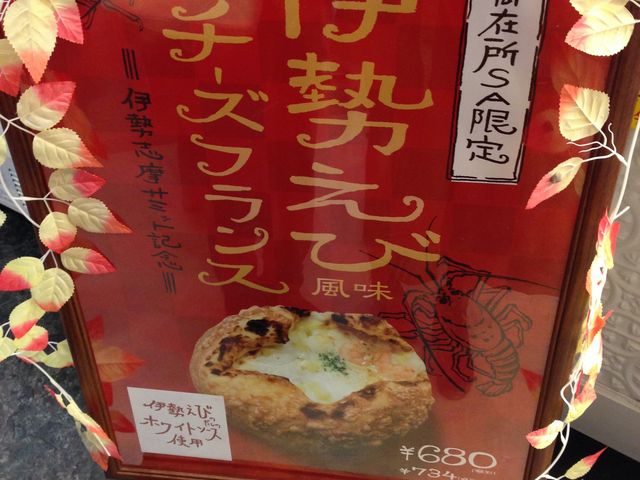 御在所SA限定
伊勢えび
風味
チーズフランス
伊勢志摩サミット記念
伊勢えび
ホワイトソース
使用
¥680
¥734